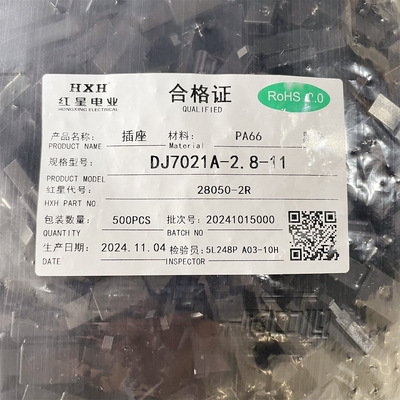 HXH
红星电业
HONGXING ELECTRICAL
合格证
QUALIFIED
RoHS 2.0
产品名称: 插座 材料: PA66
PRODUCT NAME Material
规格型号: DJ7021A-2.8-11
PRODUCT MODEL
红星代号: 28050-2R
HXH PART
包装数量: 500PCS 批次号: 20241015000
QUANTITY BATCH NO
生产日期: 2024.11.04 检验员: 5L248P A03-10H
DATE INSPECTOR